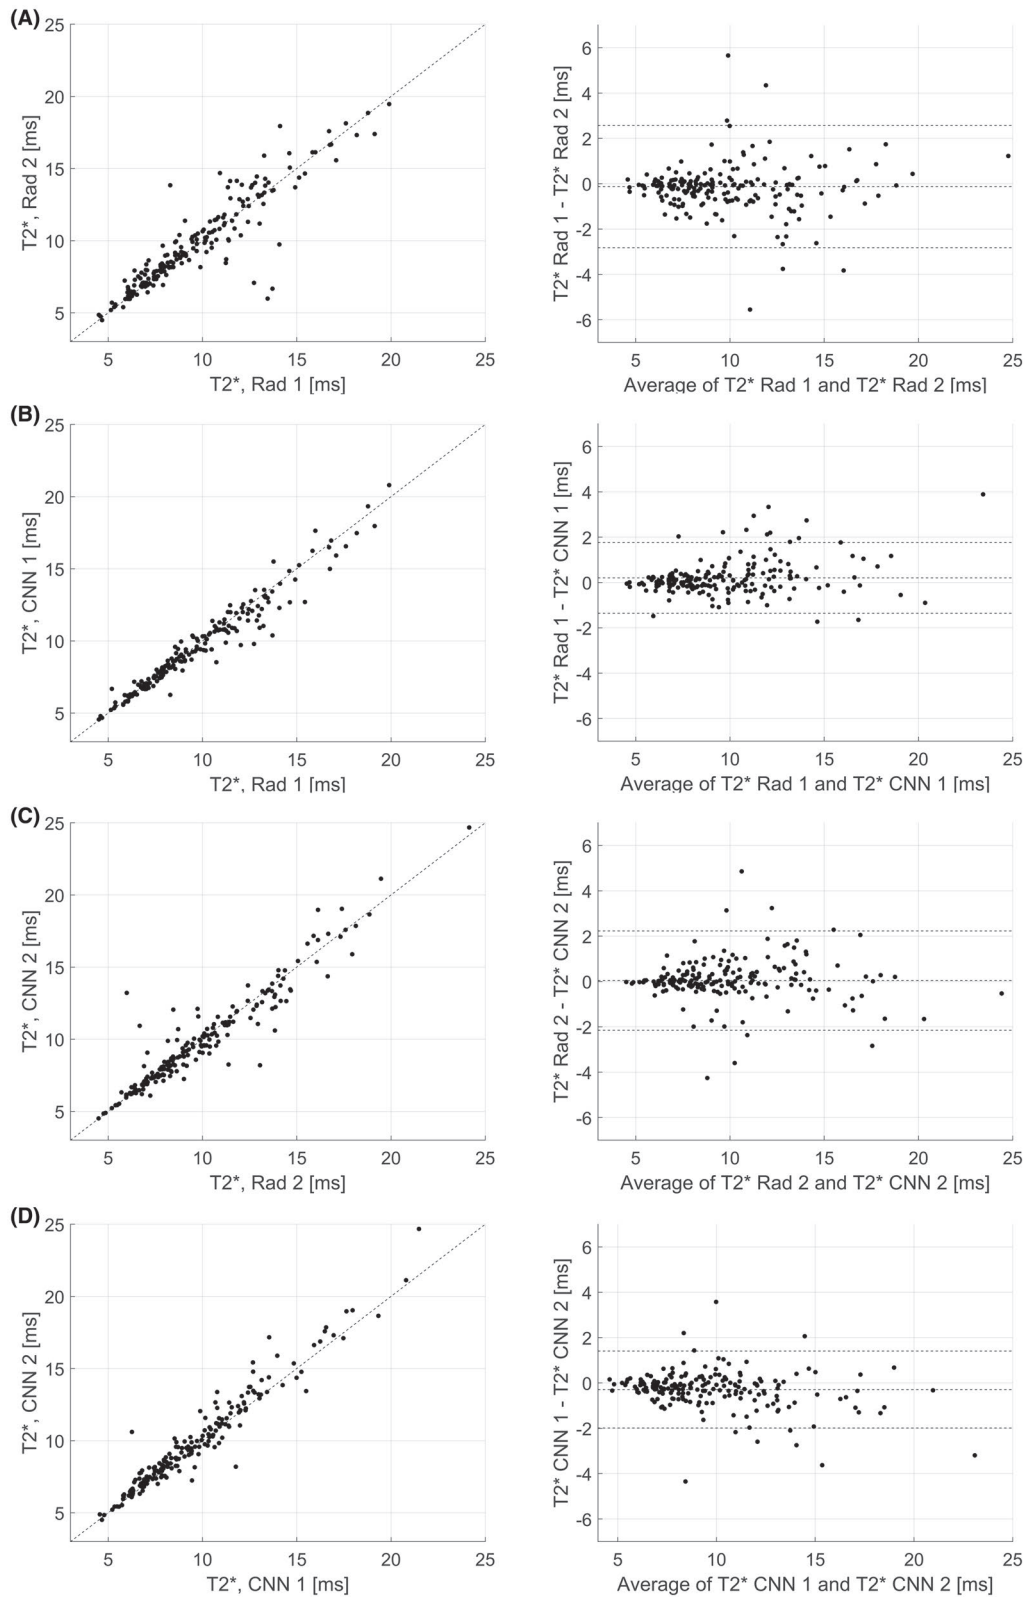 (A)
25
20
15
10
5
T2*, Rad 2 [ms]
5 10 15 20 25
T2*, Rad 1 [ms]
6
4
2
0
-2
-4
-6
T2* Rad 1 - T2* Rad 2 [ms]
5 10 15 20 25
Average of T2* Rad 1 and T2* Rad 2 [ms]
(B)
25
20
15
10
5
T2*, CNN 1 [ms]
5 10 15 20 25
T2*, Rad 1 [ms]
6
4
2
0
-2
-4
-6
T2* Rad 1 - T2* CNN 1 [ms]
5 10 15 20 25
Average of T2* Rad 1 and T2* CNN 1 [ms]
(C)
25
20
15
10
5
T2*, CNN 2 [ms]
5 10 15 20 25
T2*, Rad 2 [ms]
6
4
2
0
-2
-4
-6
T2* Rad 2 - T2* CNN 2 [ms]
5 10 15 20 25
Average of T2* Rad 2 and T2* CNN 2 [ms]
(D)
25
20
15
10
5
T2*, CNN 2 [ms]
5 10 15 20 25
T2*, CNN 1 [ms]
6
4
2
0
-2
-4
-6
T2* CNN 1 - T2* CNN 2 [ms]
5 10 15 20 25
Average of T2* CNN 1 and T2* CNN 2 [ms]